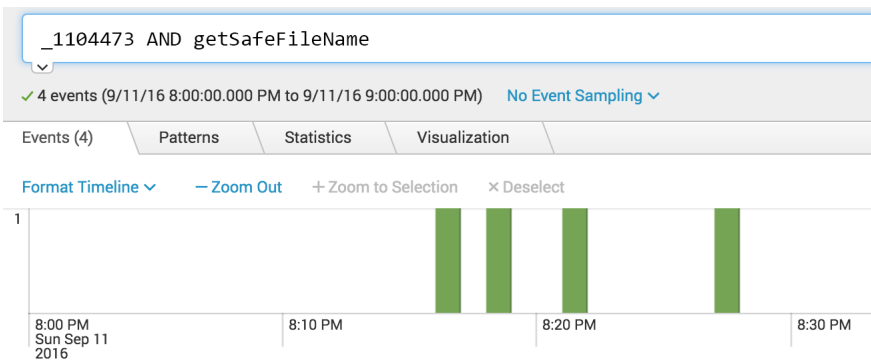 _1104473 AND getSafeFileName
4 events (9/11/16 8:00:00.000 PM to 9/11/16 9:00:00.000 PM) No Event Sampling
Events (4) Patterns Statistics Visualization
Format Timeline — Zoom Out + Zoom to Selection × Deselect
1
8:00 PM 8:10 PM 8:20 PM 8:30 PM
Sun Sep 11
2016